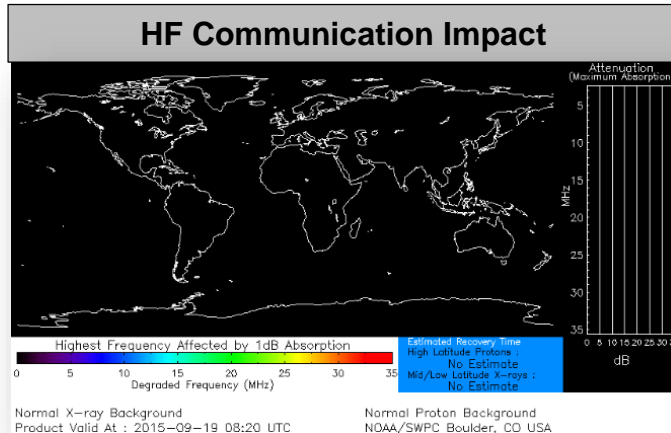 HF Communication Impact
Attenuation
(Maximum Absorption)
5
10
15
20
25
30
35
MHz
0 5 10 15 20 25 30
dB
Highest Frequency Affected by 1dB Absorption
0 5 10 15 20 25 30 35
Degraded Frequency (MHz)
Estimated Recovery Time
High Latitude Protons :
No Estimate
Mid/Low Latitude X-rays :
No Estimate
Normal X-ray Background
Product Valid At : 2015-09-19 08:20 UTC
Normal Proton Background
NOAA/SWPC Boulder, CO USA